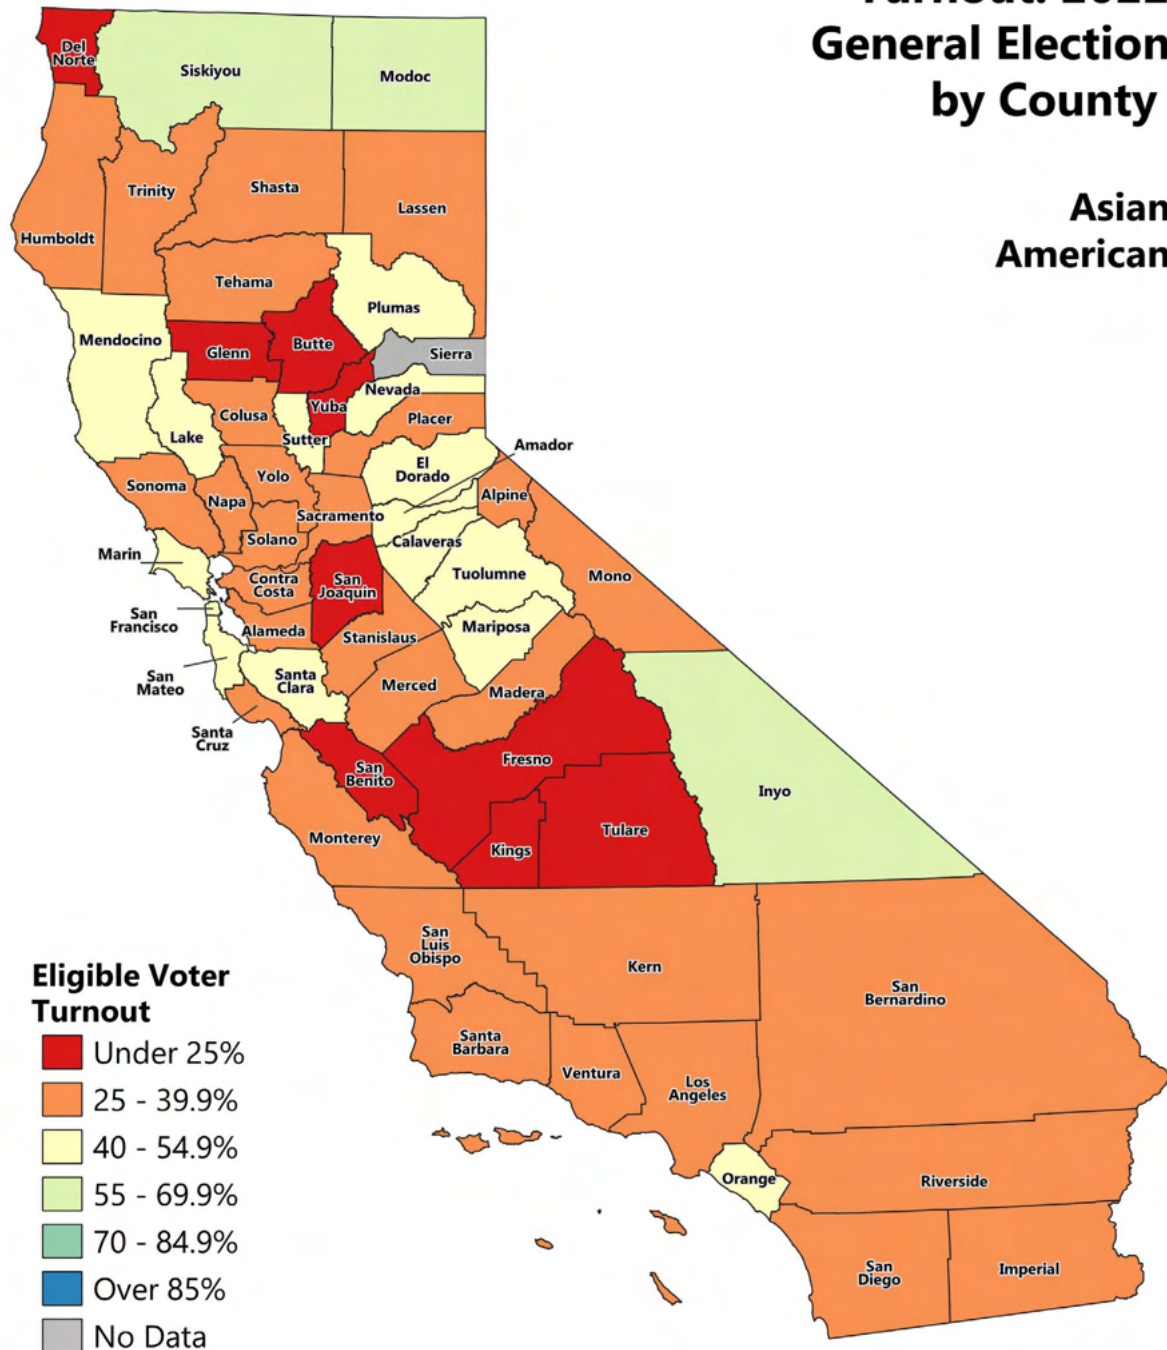 Turnout: 2022
General Election
by County
Asian
American
Del
Norte
Siskiyou
Modoc
Trinity
Shasta
Lassen
Humboldt
Tehama
Plumas
Mendocino
Glenn
Butte
Sierra
Nevada
Yuba
Colusa
Placer
Lake
Sutter
Amador
El
Dorado
Yolo
Sonoma
Napa
Alpine
Sacramento
Solano
Calaveras
Marin
Tuolumne
Contra
Costa
San
Joaquin
Mono
San
Francisco
Alameda
Stanislaus
Mariposa
San
Mateo
Santa
Clara
Merced
Madera
Santa
Cruz
Fresno
San
Benito
Inyo
Monterey
Kings
Tulare
San
Luis
Obispo
Kern
San
Bernardino
Santa
Barbara
Ventura
Los
Angeles
Orange
Riverside
San
Diego
Imperial
Eligible Voter
Turnout
Under 25%
25 - 39.9%
40 - 54.9%
55 - 69.9%
70 - 84.9%
Over 85%
No Data